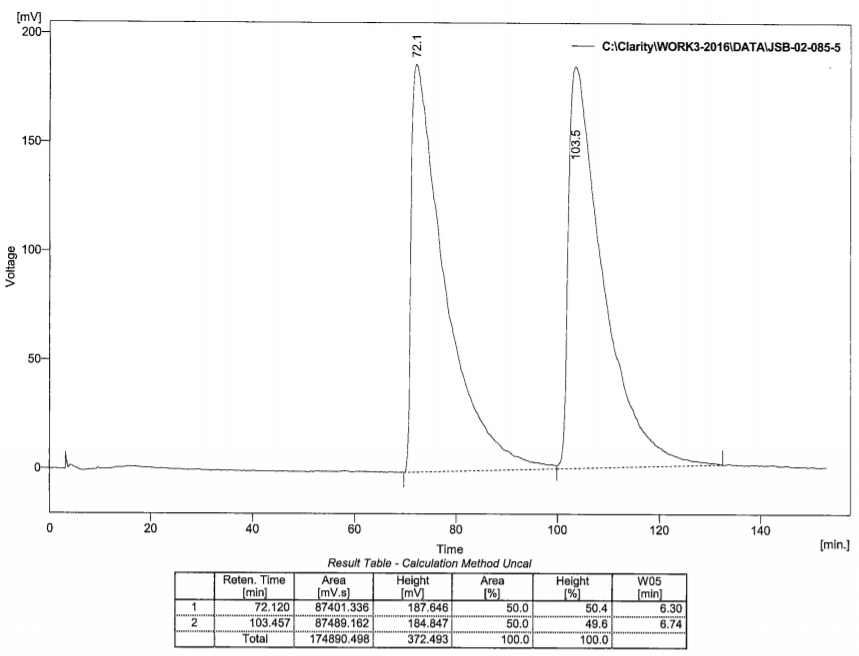 [mV]
200
72.1
C:\Clarity\WORK3-2016\DATA\JSB-02-085-5
150
103.5
100
Voltage
50
0
0 20 40 60 80 100 120 140
Time [min.]
Result Table - Calculation Method Uncal
Reten. Time Area Height Area Height W05
[min] [mV.s] [mV] [%] [%] [min]
1 72.120 87401.336 187.646 50.0 50.4 6.30
2 103.457 87489.162 184.847 50.0 49.6 6.74
Total 174890.498 372.493 100.0 100.0